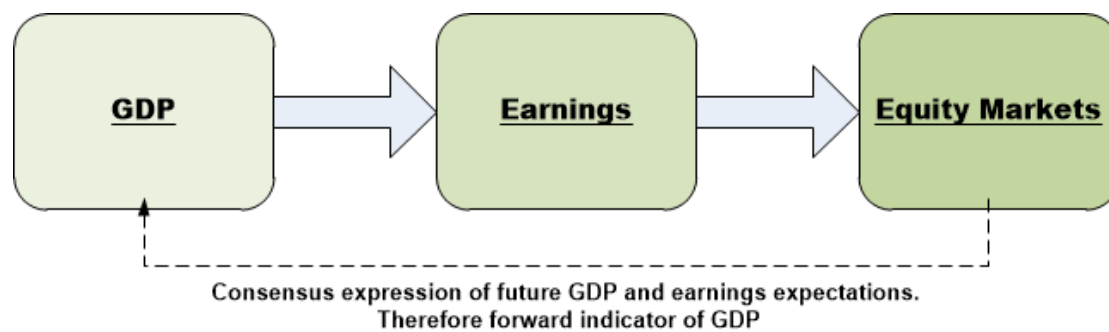 GDP
Earnings
Equity Markets
Consensus expression of future GDP and earnings expectations.
Therefore forward indicator of GDP